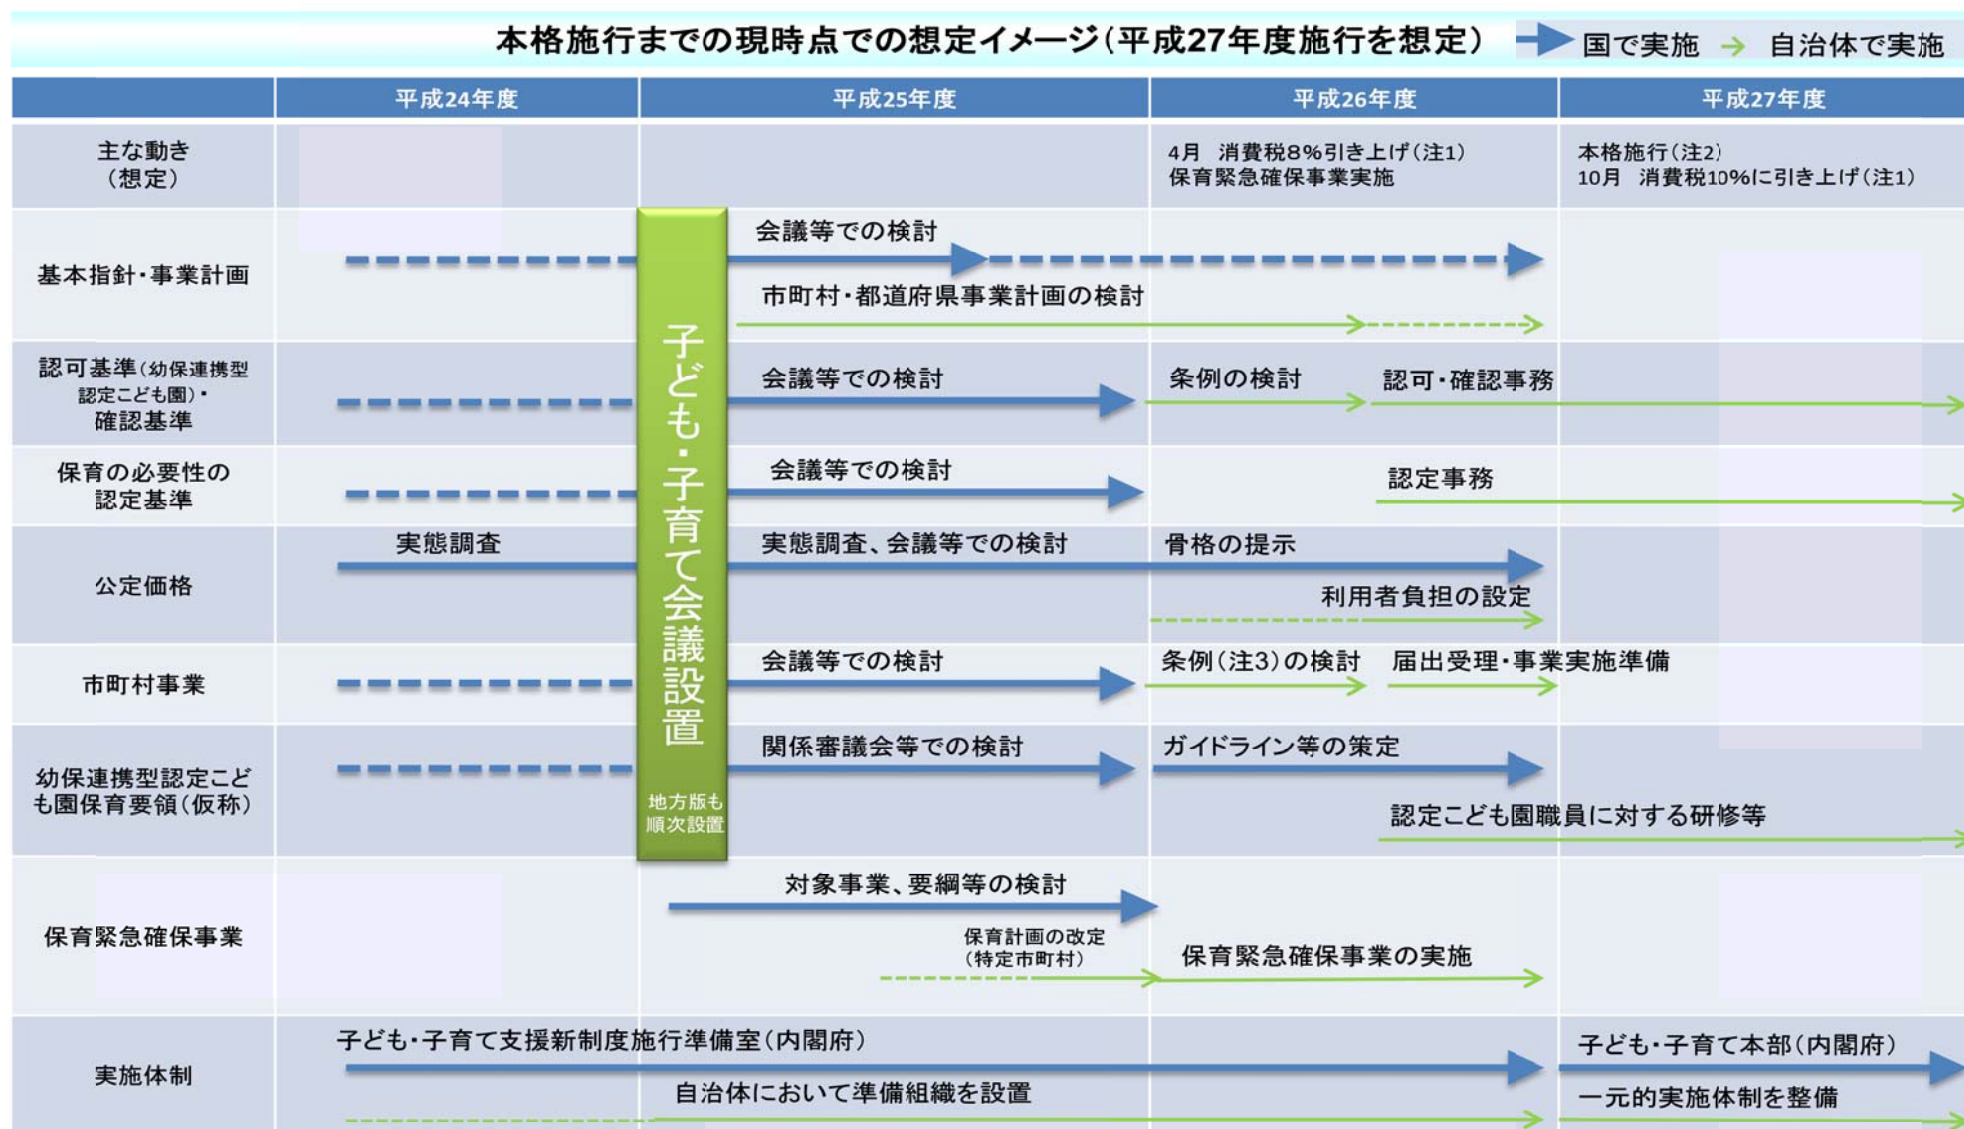 本格施行までの現時点での想定イメージ(平成27年度施行を想定)
国で実施
自治体で実施
平成24年度
平成25年度
平成26年度
平成27年度
主な動き
(想定)
4月 消費税8%引き上げ(注1)
保育緊急確保事業実施
本格施行(注2)
10月 消費税10%に引き上げ(注1)
子ども・子育て会議設置
地方版も
順次設置
基本指針・事業計画
会議等での検討
市町村・都道府県事業計画の検討
認可基準(幼保連携型
認定こども園)・
確認基準
会議等での検討
条例の検討
認可・確認事務
保育の必要性の
認定基準
会議等での検討
認定事務
公定価格
実態調査
実態調査、会議等での検討
骨格の提示
利用者負担の設定
市町村事業
会議等での検討
条例(注3)の検討
届出受理・事業実施準備
幼保連携型認定こど
も園保育要領(仮称)
関係審議会等での検討
ガイドライン等の策定
認定こども園職員に対する研修等
保育緊急確保事業
対象事業、要綱等の検討
保育計画の改定
(特定市町村)
保育緊急確保事業の実施
実施体制
子ども・子育て支援新制度施行準備室(内閣府)
自治体において準備組織を設置
子ども・子育て本部(内閣府)
一元的実施体制を整備